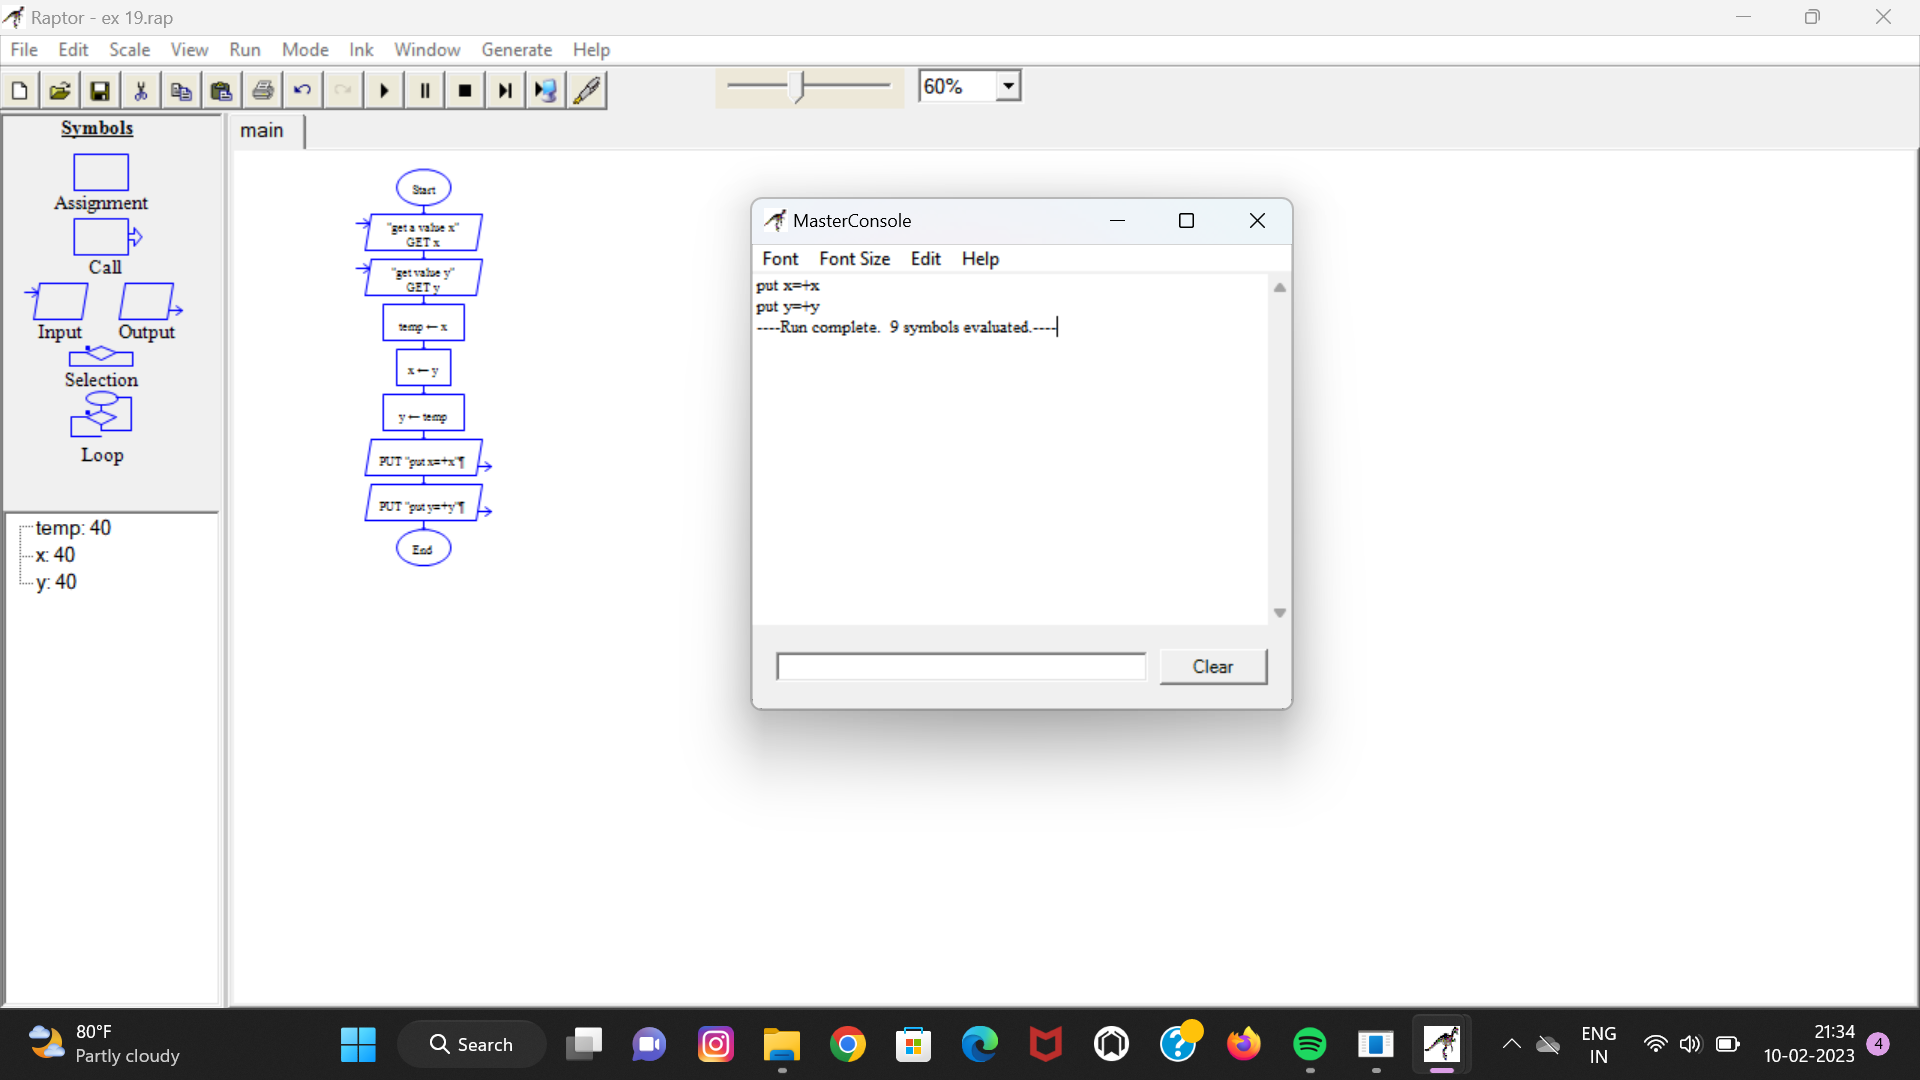 Raptor - ex 19.rap
File Edit Scale View Run Mode Ink Window Generate Help
60%
Symbols
Assignment
Call
Input Output
Selection
Loop
temp: 40
x: 40
y: 40
main
Start
"get a value x"
GET x
"get value y"
GET y
temp ← x
x ← y
y ← temp
PUT "put x=+x"¶
PUT "put y=+y"¶
End
MasterConsole
Font Font Size Edit Help
put x=+x
put y=+y
----Run complete. 9 symbols evaluated.----
Clear
80°F
Partly cloudy
Search
ENG
IN
21:34
10-02-2023
4